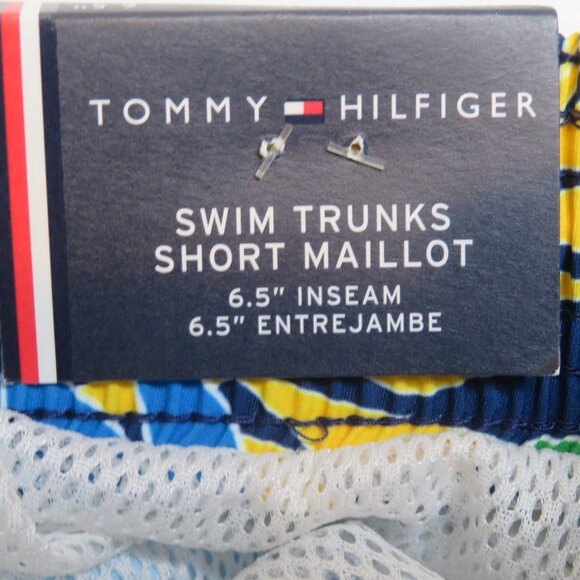 TOMMY HILFIGER
SWIM TRUNKS
SHORT MAILLOT
6.5" INSEAM
6.5" ENTREJAMBE